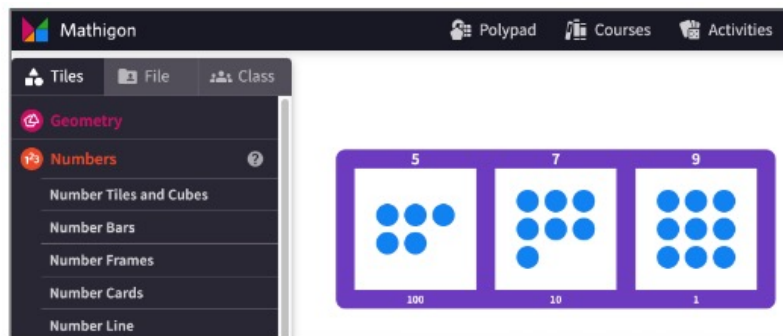 Mathigon Polypad Courses Activities
Tiles File Class
Geometry
123 Numbers ?
Number Tiles and Cubes
Number Bars
Number Frames
Number Cards
Number Line
5 7 9
100 10 1